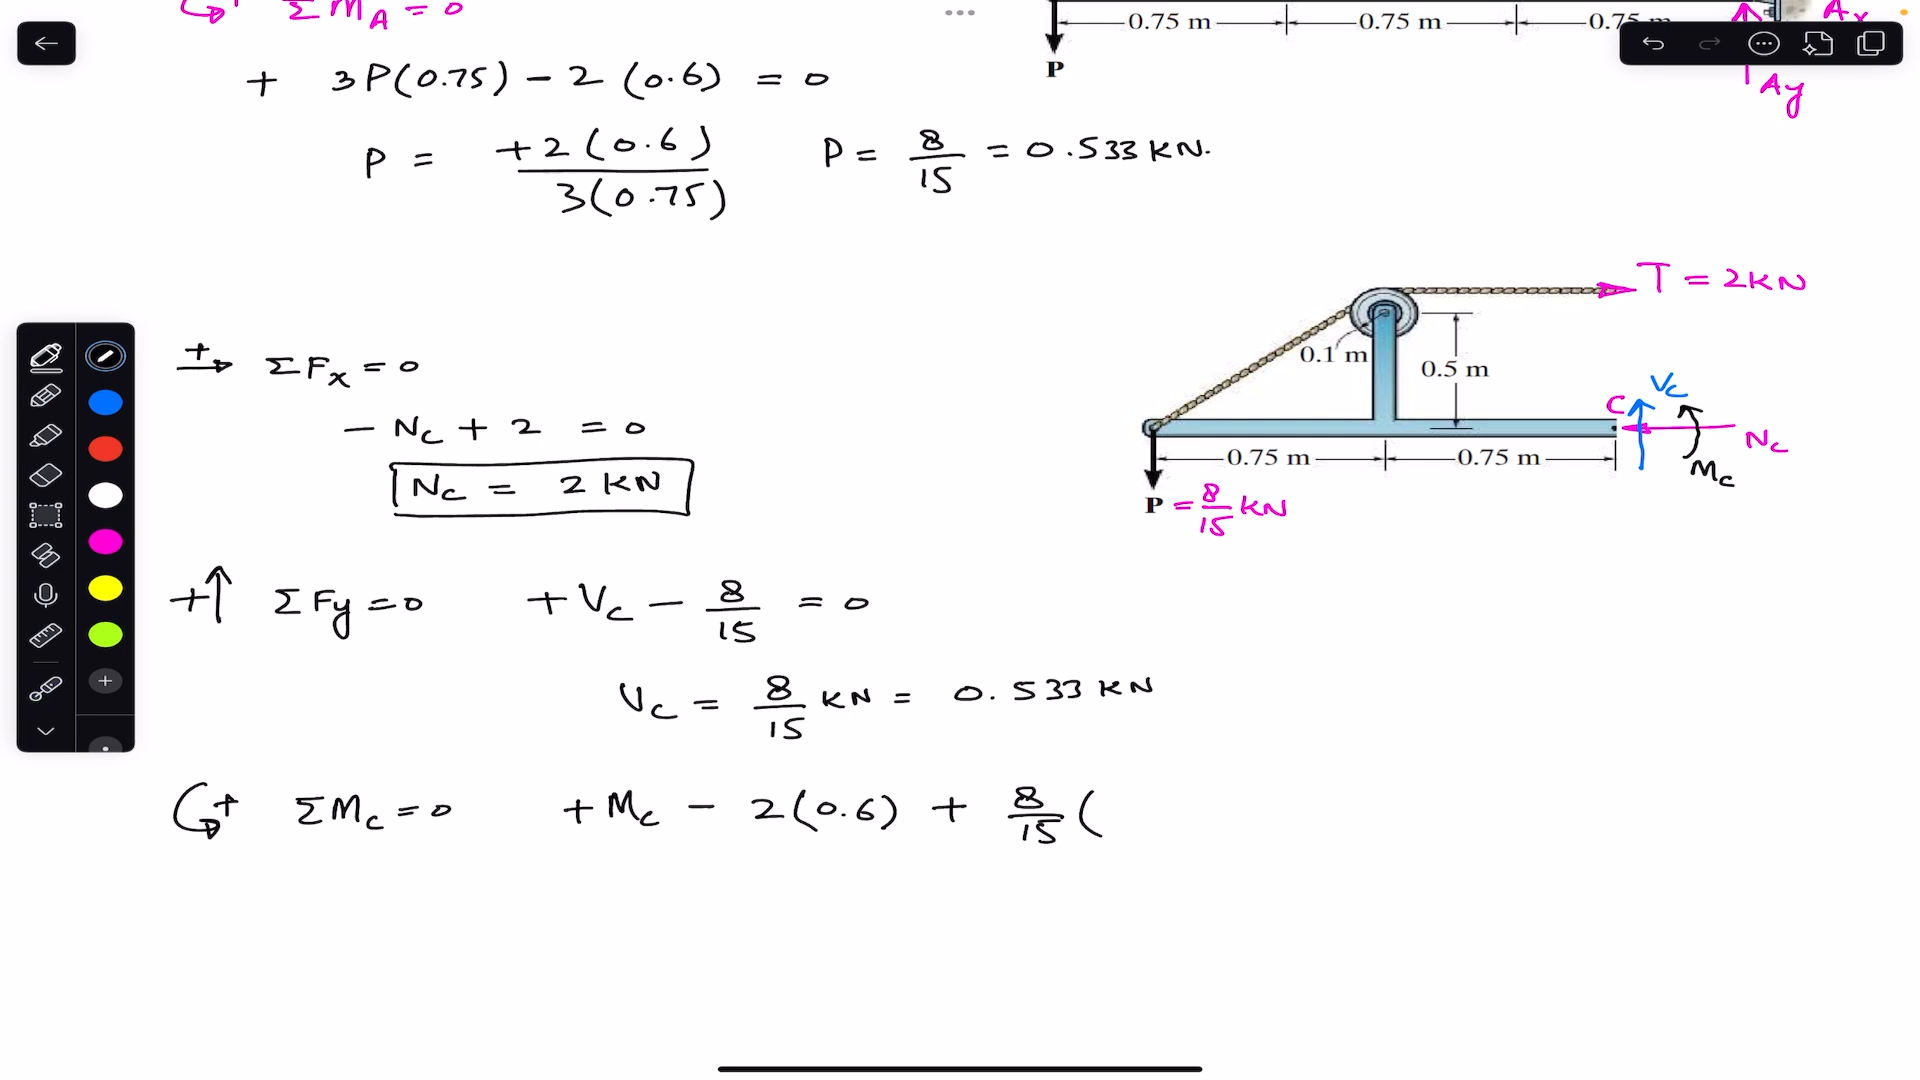 ΣM_A = 0
0.75 m 0.75 m 0.75 m
A_x
P
A_y
+ 3P(0.75) - 2(0.6) = 0
P = +2(0.6) / 3(0.75) P = 8/15 = 0.533 KN.
T = 2KN
0.1 m
0.5 m
V_C
C
N_C
M_C
0.75 m 0.75 m
P = 8/15 KN
+ ΣF_x = 0
- N_C + 2 = 0
N_C = 2 KN
+↑ ΣF_y = 0 + V_C - 8/15 = 0
V_C = 8/15 KN = 0.533 KN
+ ΣM_C = 0 + M_C - 2(0.6) + 8/15 (